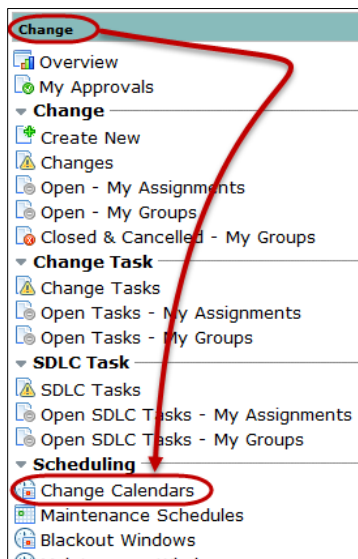 Change
Overview
My Approvals
Change
Create New
Changes
Open - My Assignments
Open - My Groups
Closed & Cancelled - My Groups
Change Task
Change Tasks
Open Tasks - My Assignments
Open Tasks - My Groups
SDLC Task
SDLC Tasks
Open SDLC Tasks - My Assignments
Open SDLC Tasks - My Groups
Scheduling
Change Calendars
Maintenance Schedules
Blackout Windows